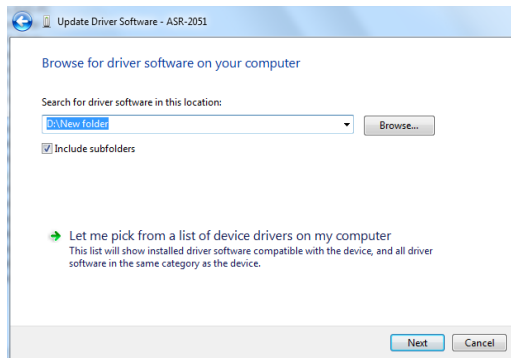 Update Driver Software - ASR-2051
Browse for driver software on your computer
Search for driver software in this location:
D:\New folder
Browse...
Include subfolders
Let me pick from a list of device drivers on my computer
This list will show installed driver software compatible with the device, and all driver
software in the same category as the device.
Next
Cancel